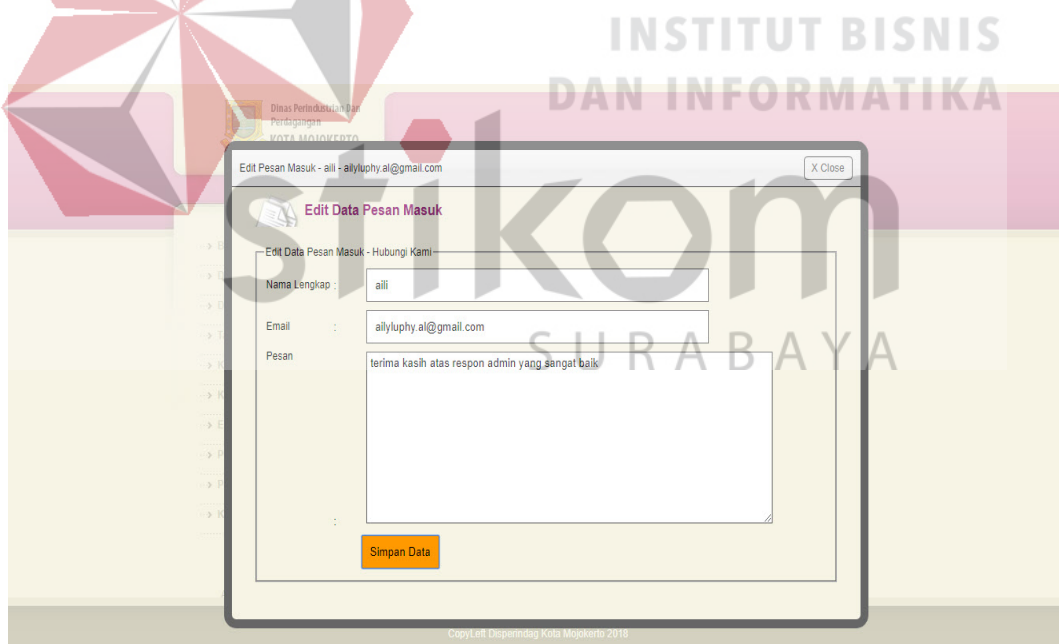 INSTITUT BISNIS
DAN INFORMATIKA
stikom
SURABAYA
Dinas Perindustrian Dan
Perdagangan
KOTA MOJOKERTO
Edit Pesan Masuk - aili - ailyluphy.al@gmail.com
X Close
Edit Data Pesan Masuk
Edit Data Pesan Masuk - Hubungi Kami
Nama Lengkap : aili
Email : ailyluphy.al@gmail.com
Pesan : terima kasih atas respon admin yang sangat baik
Simpan Data
CopyLeft Disperindag Kota Mojokerto 2018